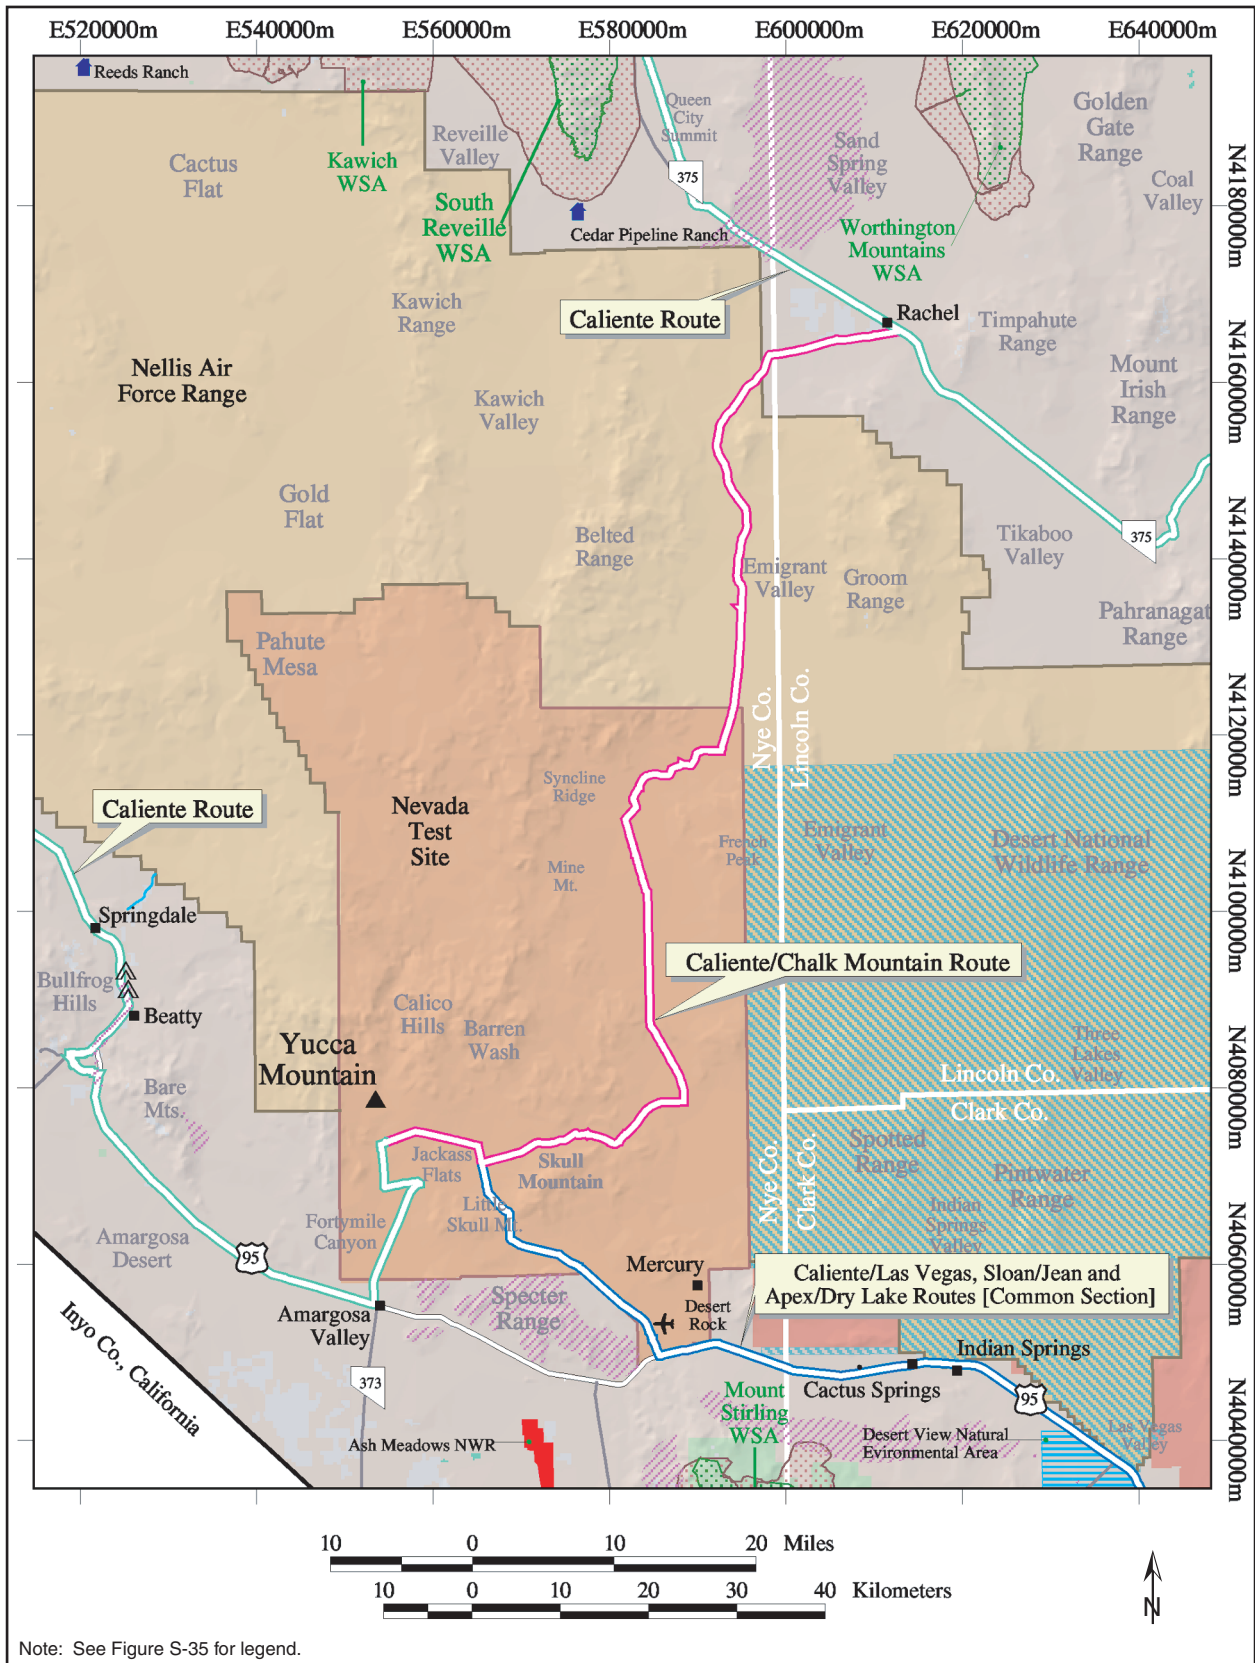 E520000m E540000m E560000m E580000m E600000m E620000m E640000m
Reeds Ranch
Queen
City
Summit
Golden
Gate
Range
Reveille
Valley
Sand
Spring
Valley
Cactus
Flat
Kawich
WSA
375
Coal
Valley
N4180000m
South
Reveille
WSA
Cedar Pipeline Ranch
Worthington
Mountains
WSA
Kawich
Range
Caliente Route
Rachel
Timpahute
Range
Nellis Air
Force Range
Mount
Irish
Range
N4160000m
Kawich
Valley
Gold
Flat
Belted
Range
Tikaboo
Valley
375
N4140000m
Emigrant
Valley
Groom
Range
Pahute
Mesa
Pahranagat
Range
Nye Co.
Lincoln Co.
N4120000m
Syncline
Ridge
Caliente Route
Nevada
Test
Site
French
Peak
Emigrant
Valley
Desert National
Wildlife Range
Mine
Mt.
Springdale
N4100000m
Caliente/Chalk Mountain Route
Bullfrog
Hills
Beatty
Calico
Hills
Barren
Wash
Three
Lakes
Valley
Yucca
Mountain
Lincoln Co.
Clark Co.
Bare
Mts.
N4080000m
Jackass
Flats
Skull
Mountain
Spotted
Range
Pintwater
Range
Nye Co.
Clark Co.
Little
Skull Mt.
Indian
Springs
Valley
Fortymile
Canyon
Amargosa
Desert
95
N4060000m
Mercury
Caliente/Las Vegas, Sloan/Jean and
Apex/Dry Lake Routes [Common Section]
Specter
Range
Desert
Rock
Amargosa
Valley
Inyo Co., California
Indian Springs
373
Cactus Springs
95
Mount
Stirling
WSA
Ash Meadows NWR
Desert View Natural
Evironmental Area
Las Vegas
Valley
N4040000m
10 0 10 20 Miles
10 0 10 20 30 40 Kilometers
N
Note: See Figure S-35 for legend.